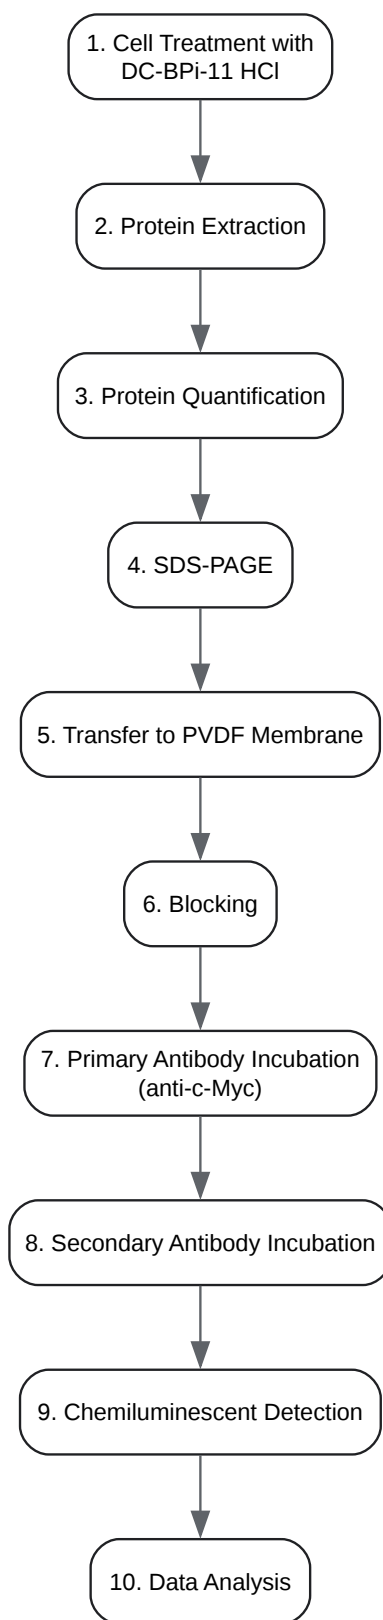 1. Cell Treatment with
DC-BPi-11 HCl
2. Protein Extraction
3. Protein Quantification
4. SDS-PAGE
5. Transfer to PVDF Membrane
6. Blocking
7. Primary Antibody Incubation
(anti-c-Myc)
8. Secondary Antibody Incubation
9. Chemiluminescent Detection
10. Data Analysis